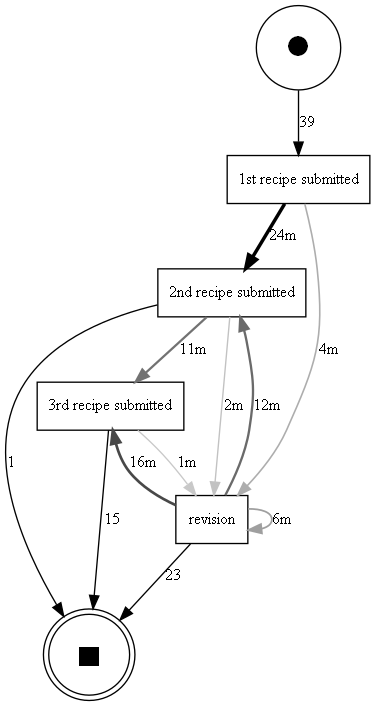 39
1st recipe submitted
24m
2nd recipe submitted
11m
2m
12m
4m
3rd recipe submitted
16m
1m
1
15
revision
6m
23